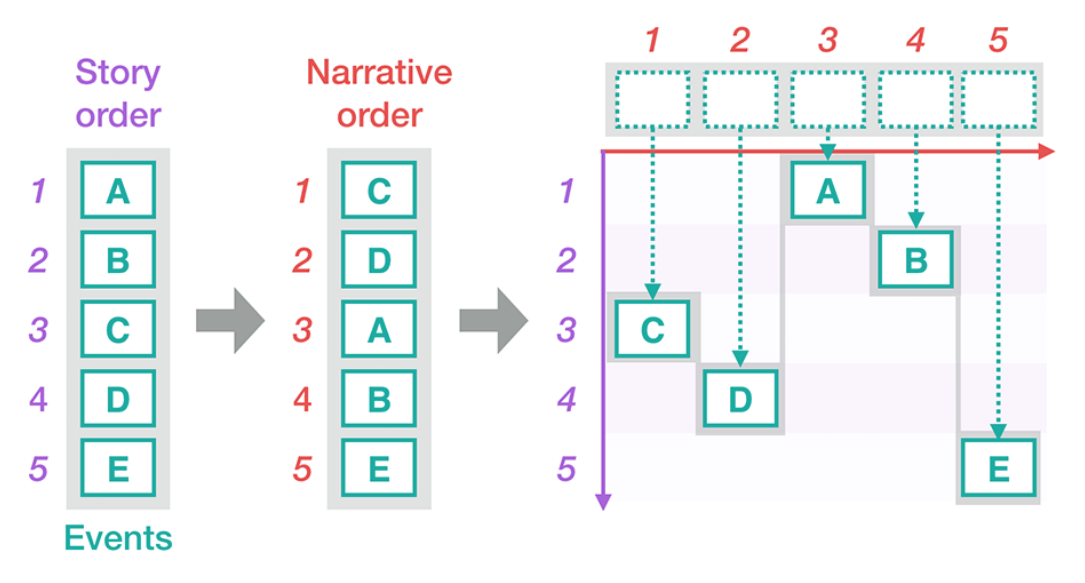 Story
order
1 A
2 B
3 C
4 D
5 E
Events
Narrative
order
1 C
2 D
3 A
4 B
5 E
1 2 3 4 5
1 A
2 B
3 C
4 D
5 E